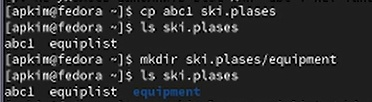 [apkim@fedora ~]$ cp abc1 ski.plases
[apkim@fedora ~]$ ls ski.plases
abc1  equiplist
[apkim@fedora ~]$ mkdir ski.plases/equipment
[apkim@fedora ~]$ ls ski.plases
abc1  equiplist  equipment